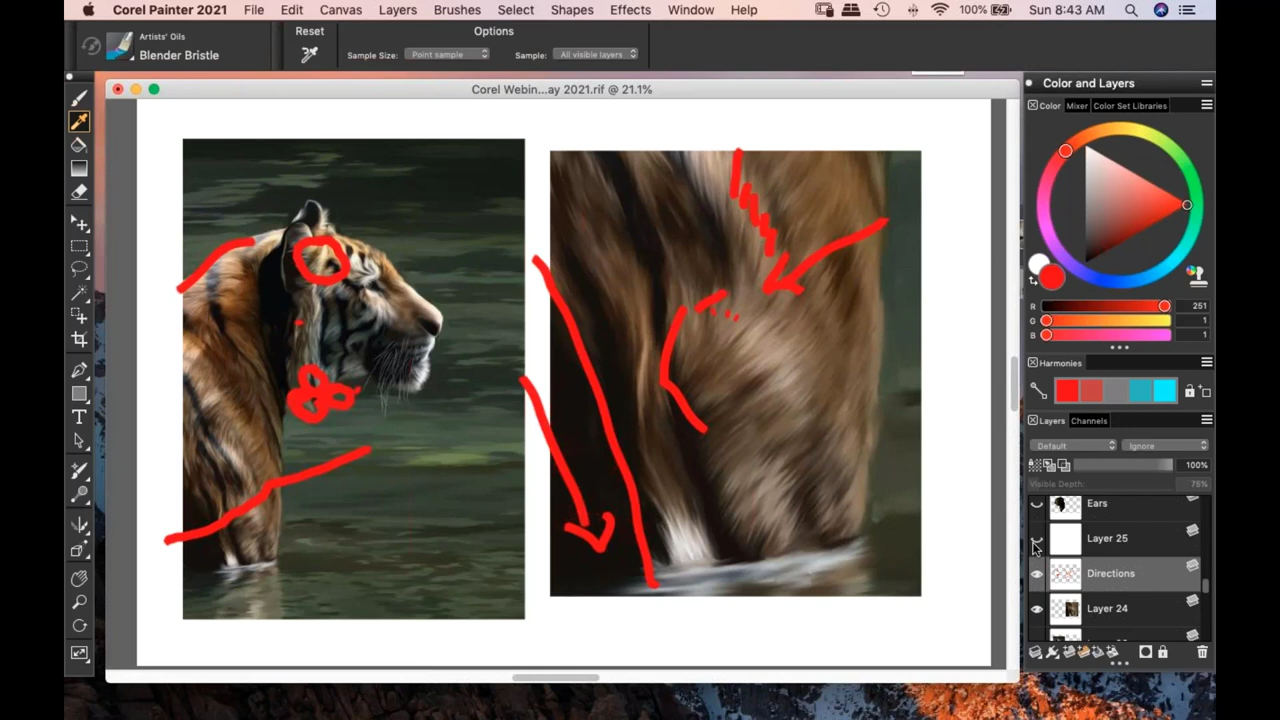 Corel Painter 2021 File Edit Canvas Layers Brushes Select Shapes Effects Window Help 100% Sun 8:43 AM
Artists' Oils
Blender Bristle
Reset
Options
Sample Size: Point sample Sample: All visible layers
Corel Webin...ay 2021.rif @ 21.1%
Color and Layers
Color Mixer Color Set Libraries
R 251
G 1
B 1
Harmonies
Layers Channels
Default Ignore
100%
Visible Depth: 75%
Ears
Layer 25
Directions
Layer 24
T